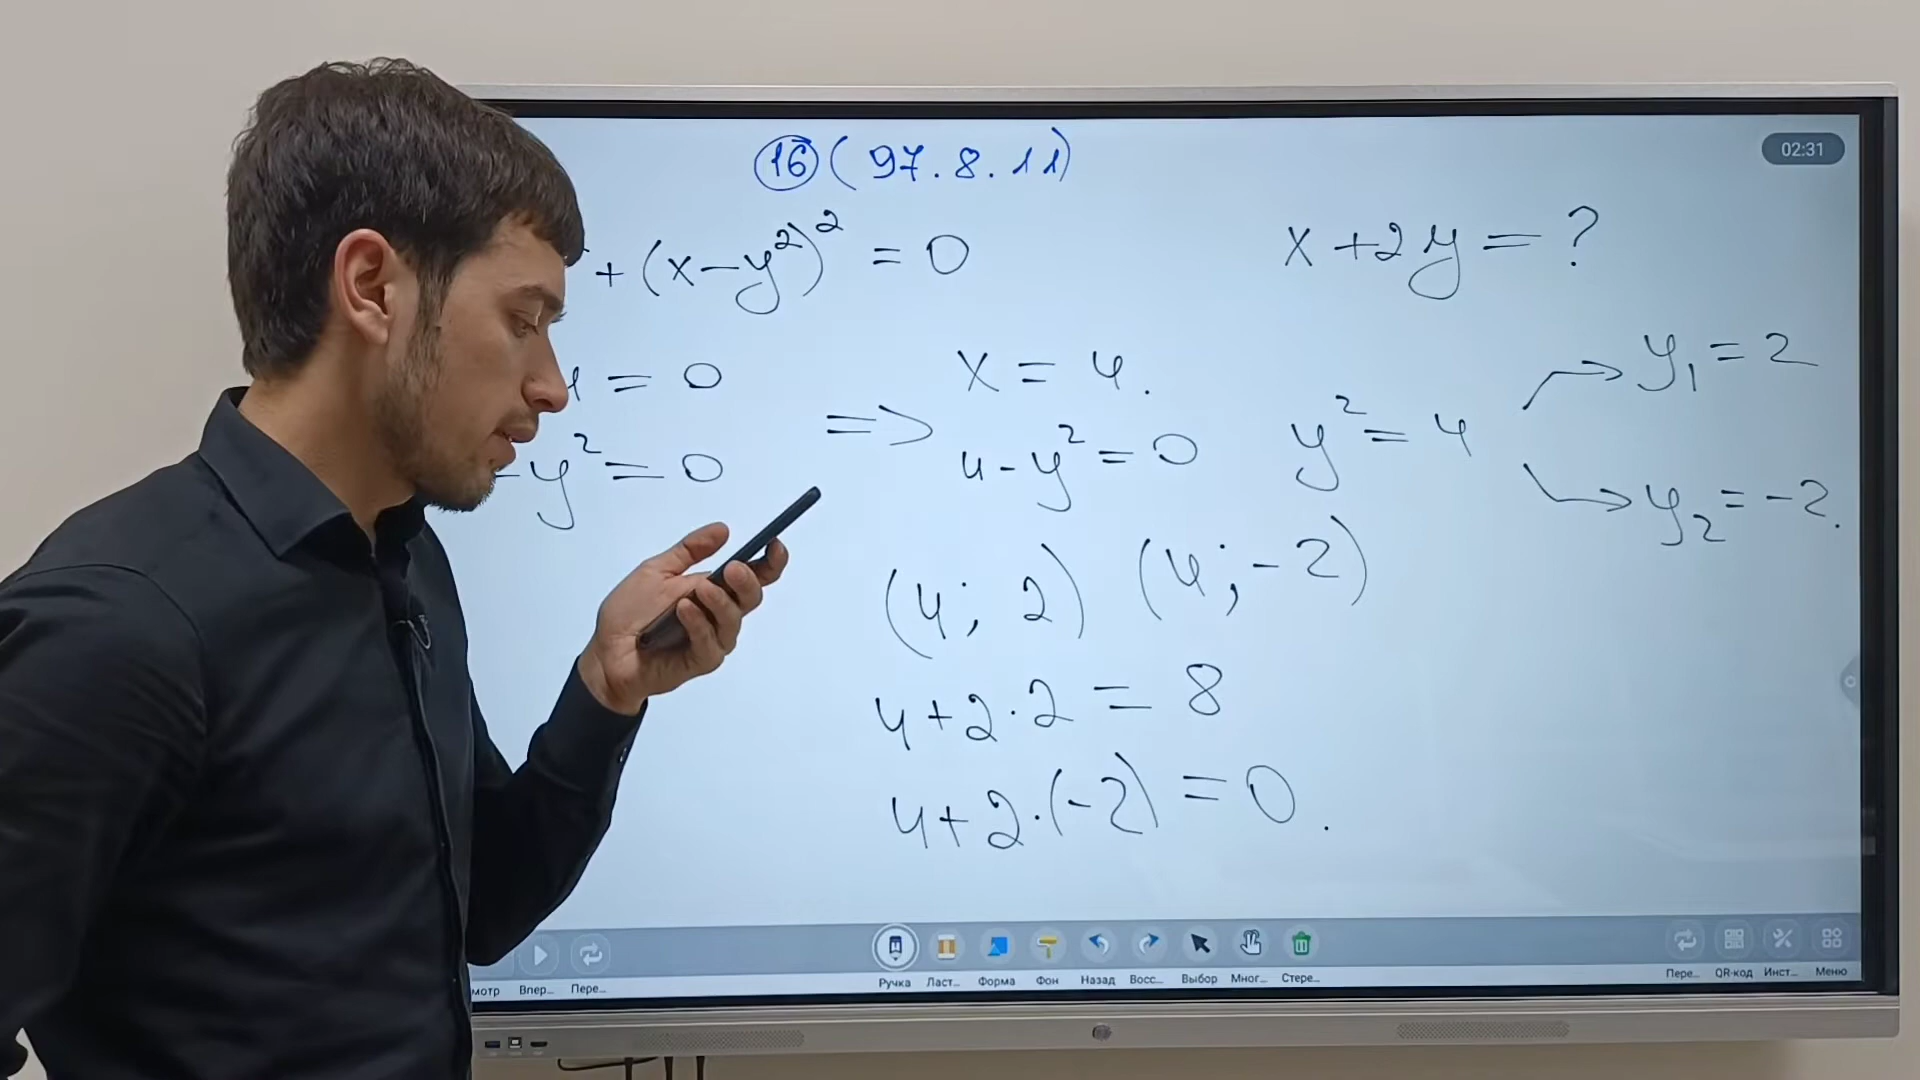 16 (97.8.11)
02:31
+ (x-y²)² = 0
x + 2y = ?
= 0
x = 4.
y₁ = 2
=>
-y² = 0
4 - y² = 0
y² = 4
y₂ = -2.
(4; 2) (4; -2)
4+2·2 = 8
4+2·(-2) = 0.
мотр Впер... Пере... Ручка Ласт... Форма Фон Назад Восс... Выбор Мног... Стере... Пере... QR-код Инст... Меню